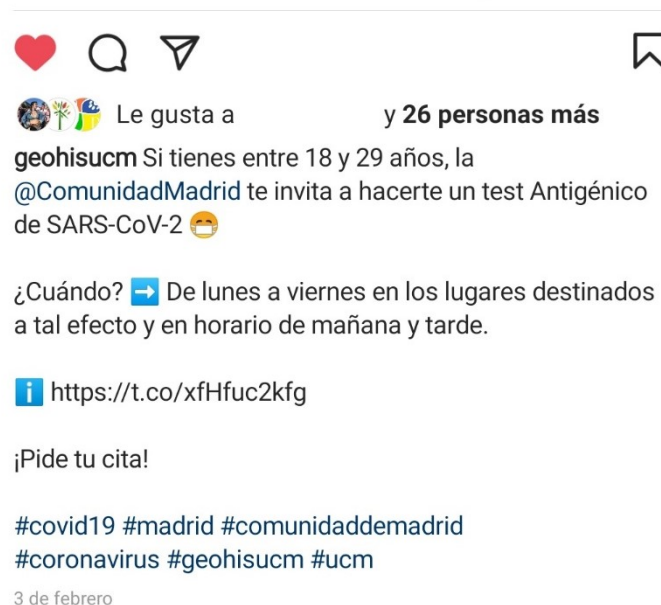 Le gusta a y 26 personas más
geohisucm Si tienes entre 18 y 29 años, la
@ComunidadMadrid te invita a hacerte un test Antigénico
de SARS-CoV-2 😷
¿Cuándo? ➡️ De lunes a viernes en los lugares destinados
a tal efecto y en horario de mañana y tarde.
ℹ️ https://t.co/xfHfuc2kfg
¡Pide tu cita!
#covid19 #madrid #comunidaddemadrid
#coronavirus #geohisucm #ucm
3 de febrero